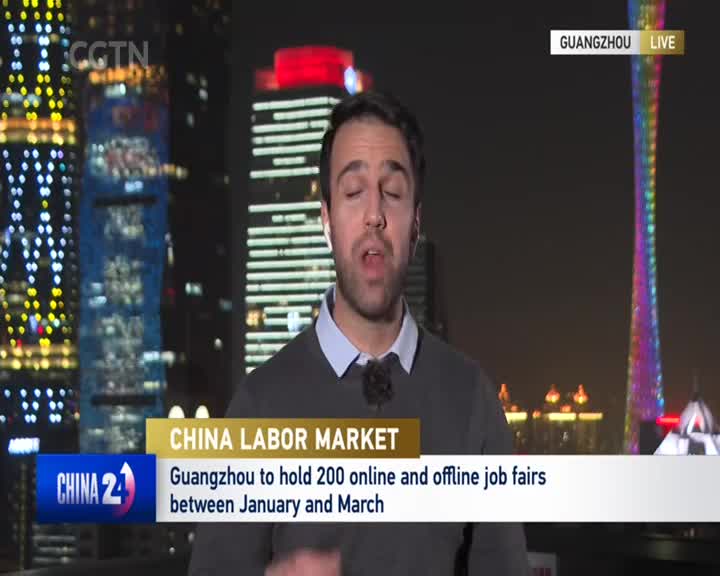 CGTN
GUANGZHOU LIVE
CHINA LABOR MARKET
CHINA 24
Guangzhou to hold 200 online and offline job fairs
between January and March